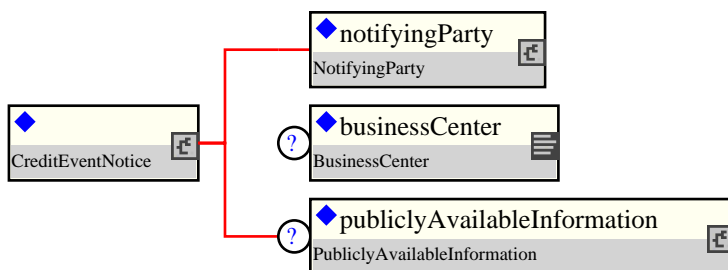 notifyingParty
NotifyingParty
CreditEventNotice
?
businessCenter
BusinessCenter
?
publiclyAvailableInformation
PubliclyAvailableInformation